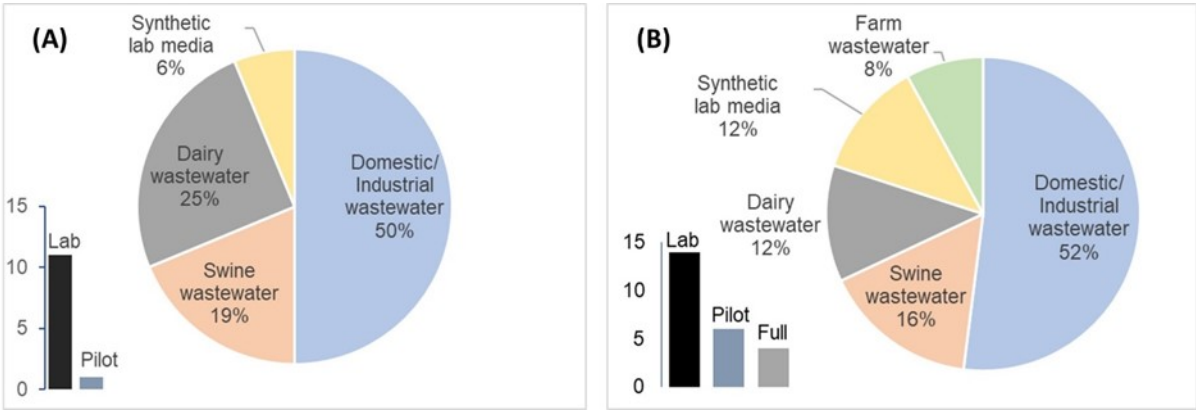 (A)
Synthetic
lab media
6%
Dairy
wastewater
25%
Domestic/
Industrial
wastewater
50%
Swine
wastewater
19%
15
10
5
0
Lab
Pilot
(B)
Farm
wastewater
8%
Synthetic
lab media
12%
Dairy
wastewater
12%
Domestic/
Industrial
wastewater
52%
Swine
wastewater
16%
15
10
5
0
Lab
Pilot
Full